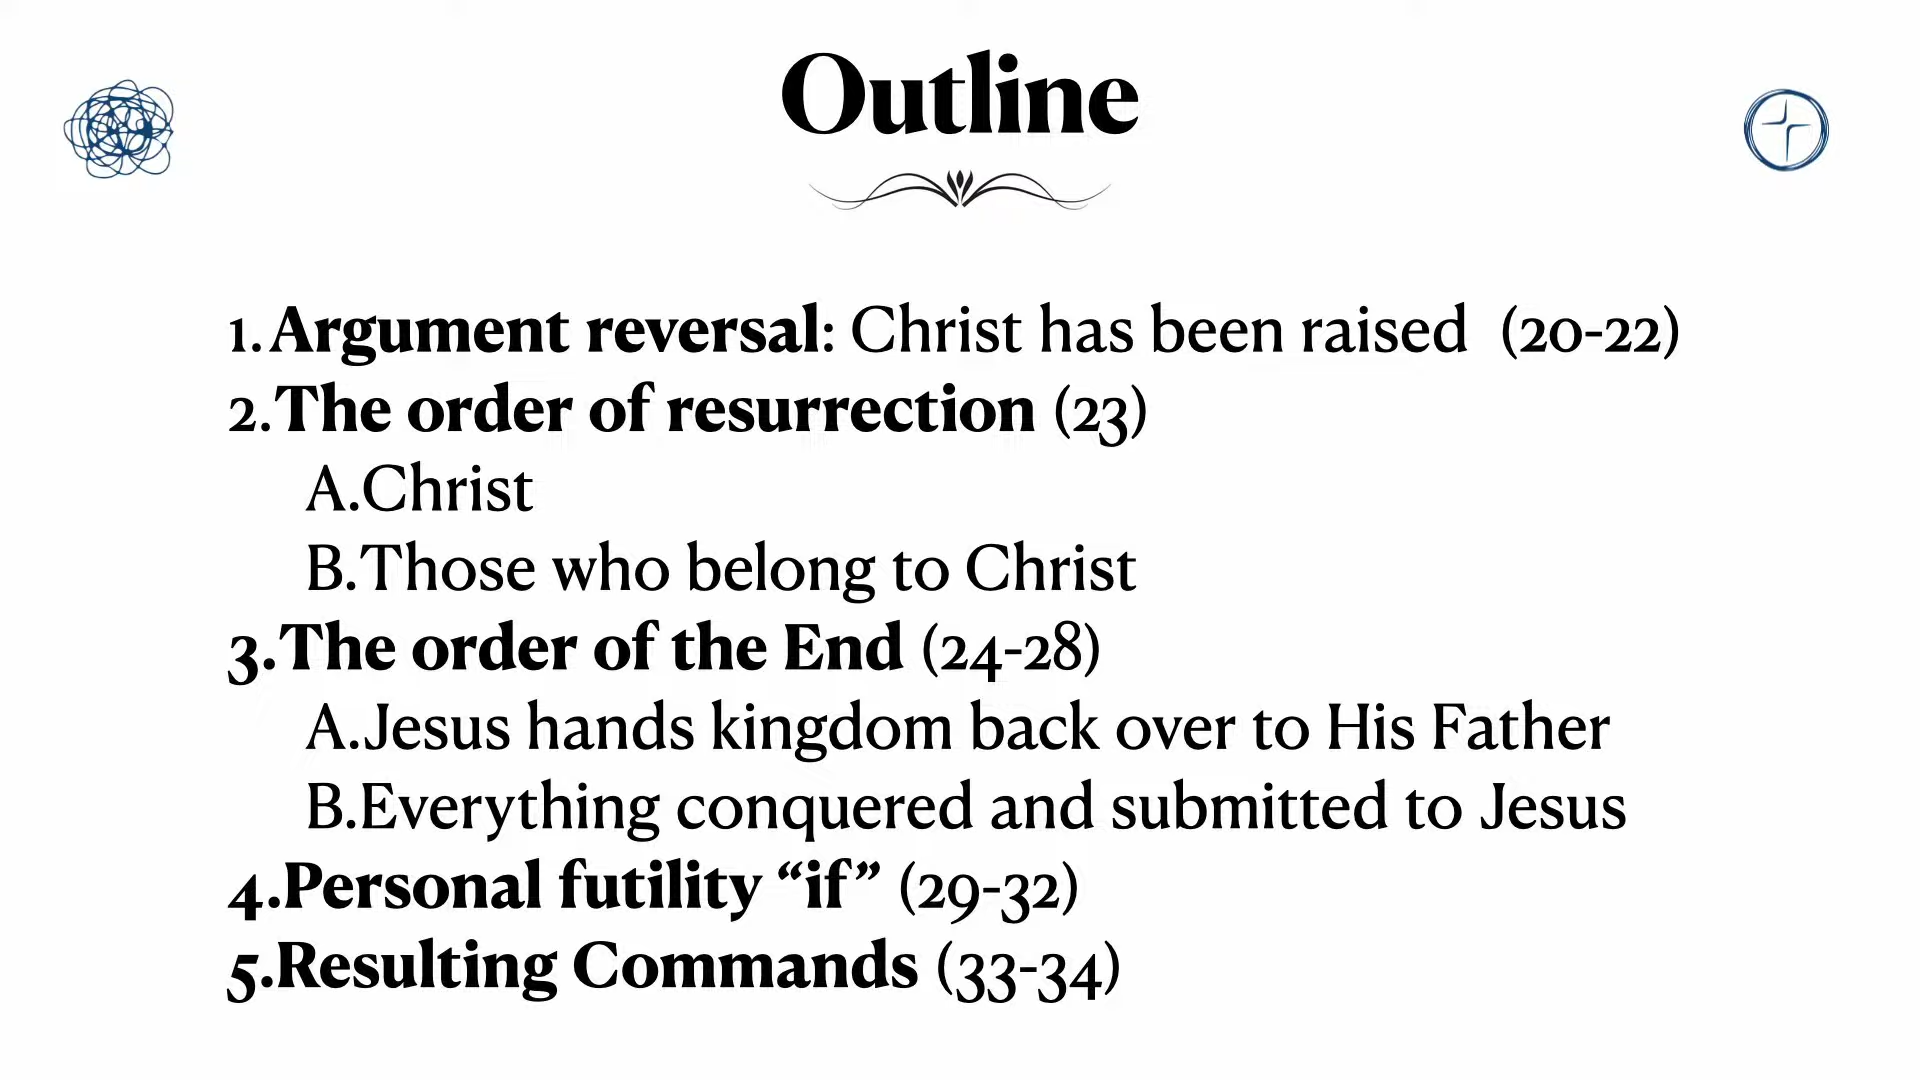 Outline
1. Argument reversal: Christ has been raised  (20-22)
2. The order of resurrection (23)
A. Christ
B. Those who belong to Christ
3. The order of the End (24-28)
A. Jesus hands kingdom back over to His Father
B. Everything conquered and submitted to Jesus
4. Personal futility “if” (29-32)
5. Resulting Commands (33-34)